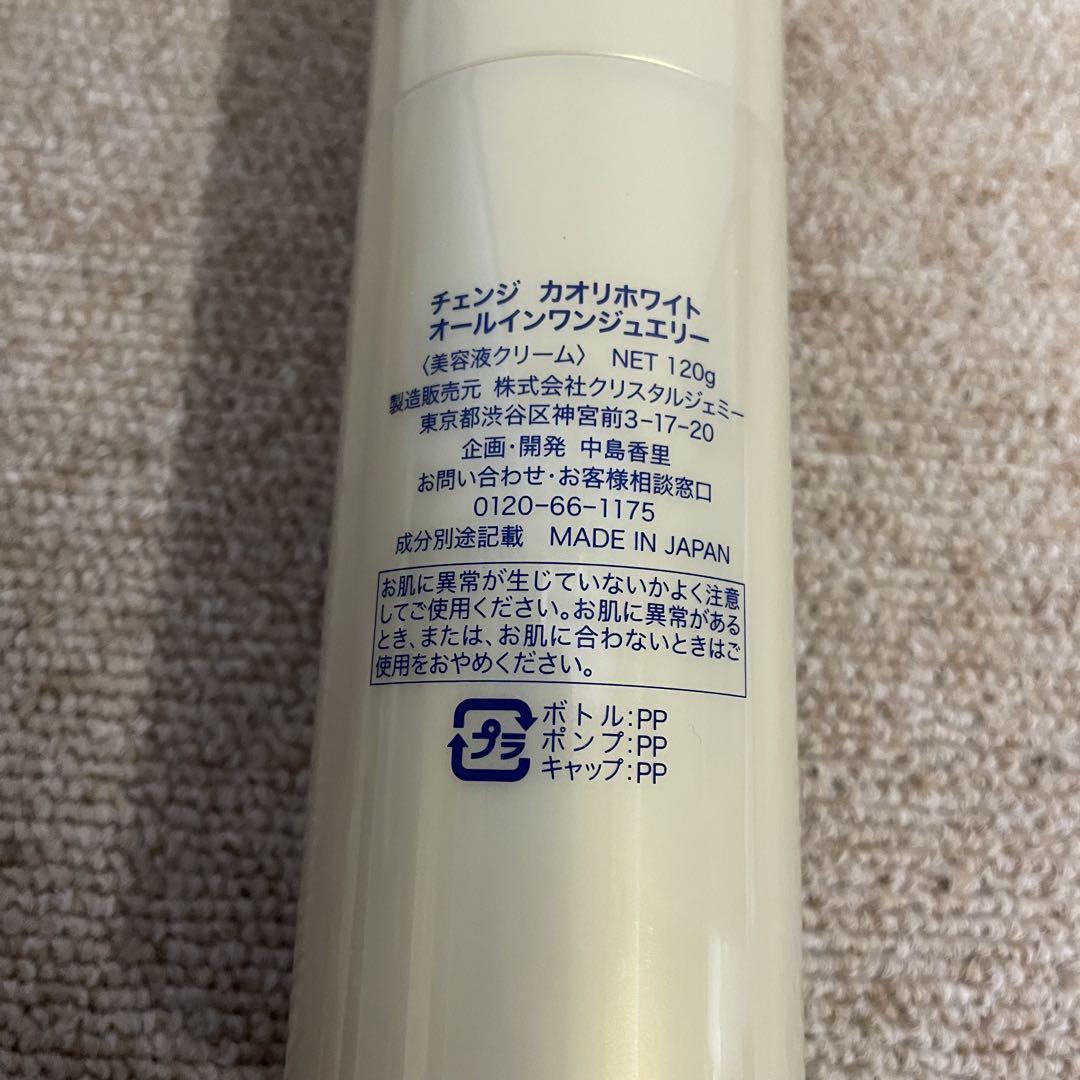 チェンジ カオリホワイト
オールインワンジュエリー
〈美容液クリーム〉 NET 120g
製造販売元 株式会社クリスタルジェミー
東京都渋谷区神宮前3-17-20
企画・開発 中島香里
お問い合わせ・お客様相談窓口
0120-66-1175
成分別途記載 MADE IN JAPAN
お肌に異常が生じていないかよく注意
してご使用ください。お肌に異常がある
とき、または、お肌に合わないときはご
使用をおやめください。
プラ
ボトル:PP
ポンプ:PP
キャップ:PP